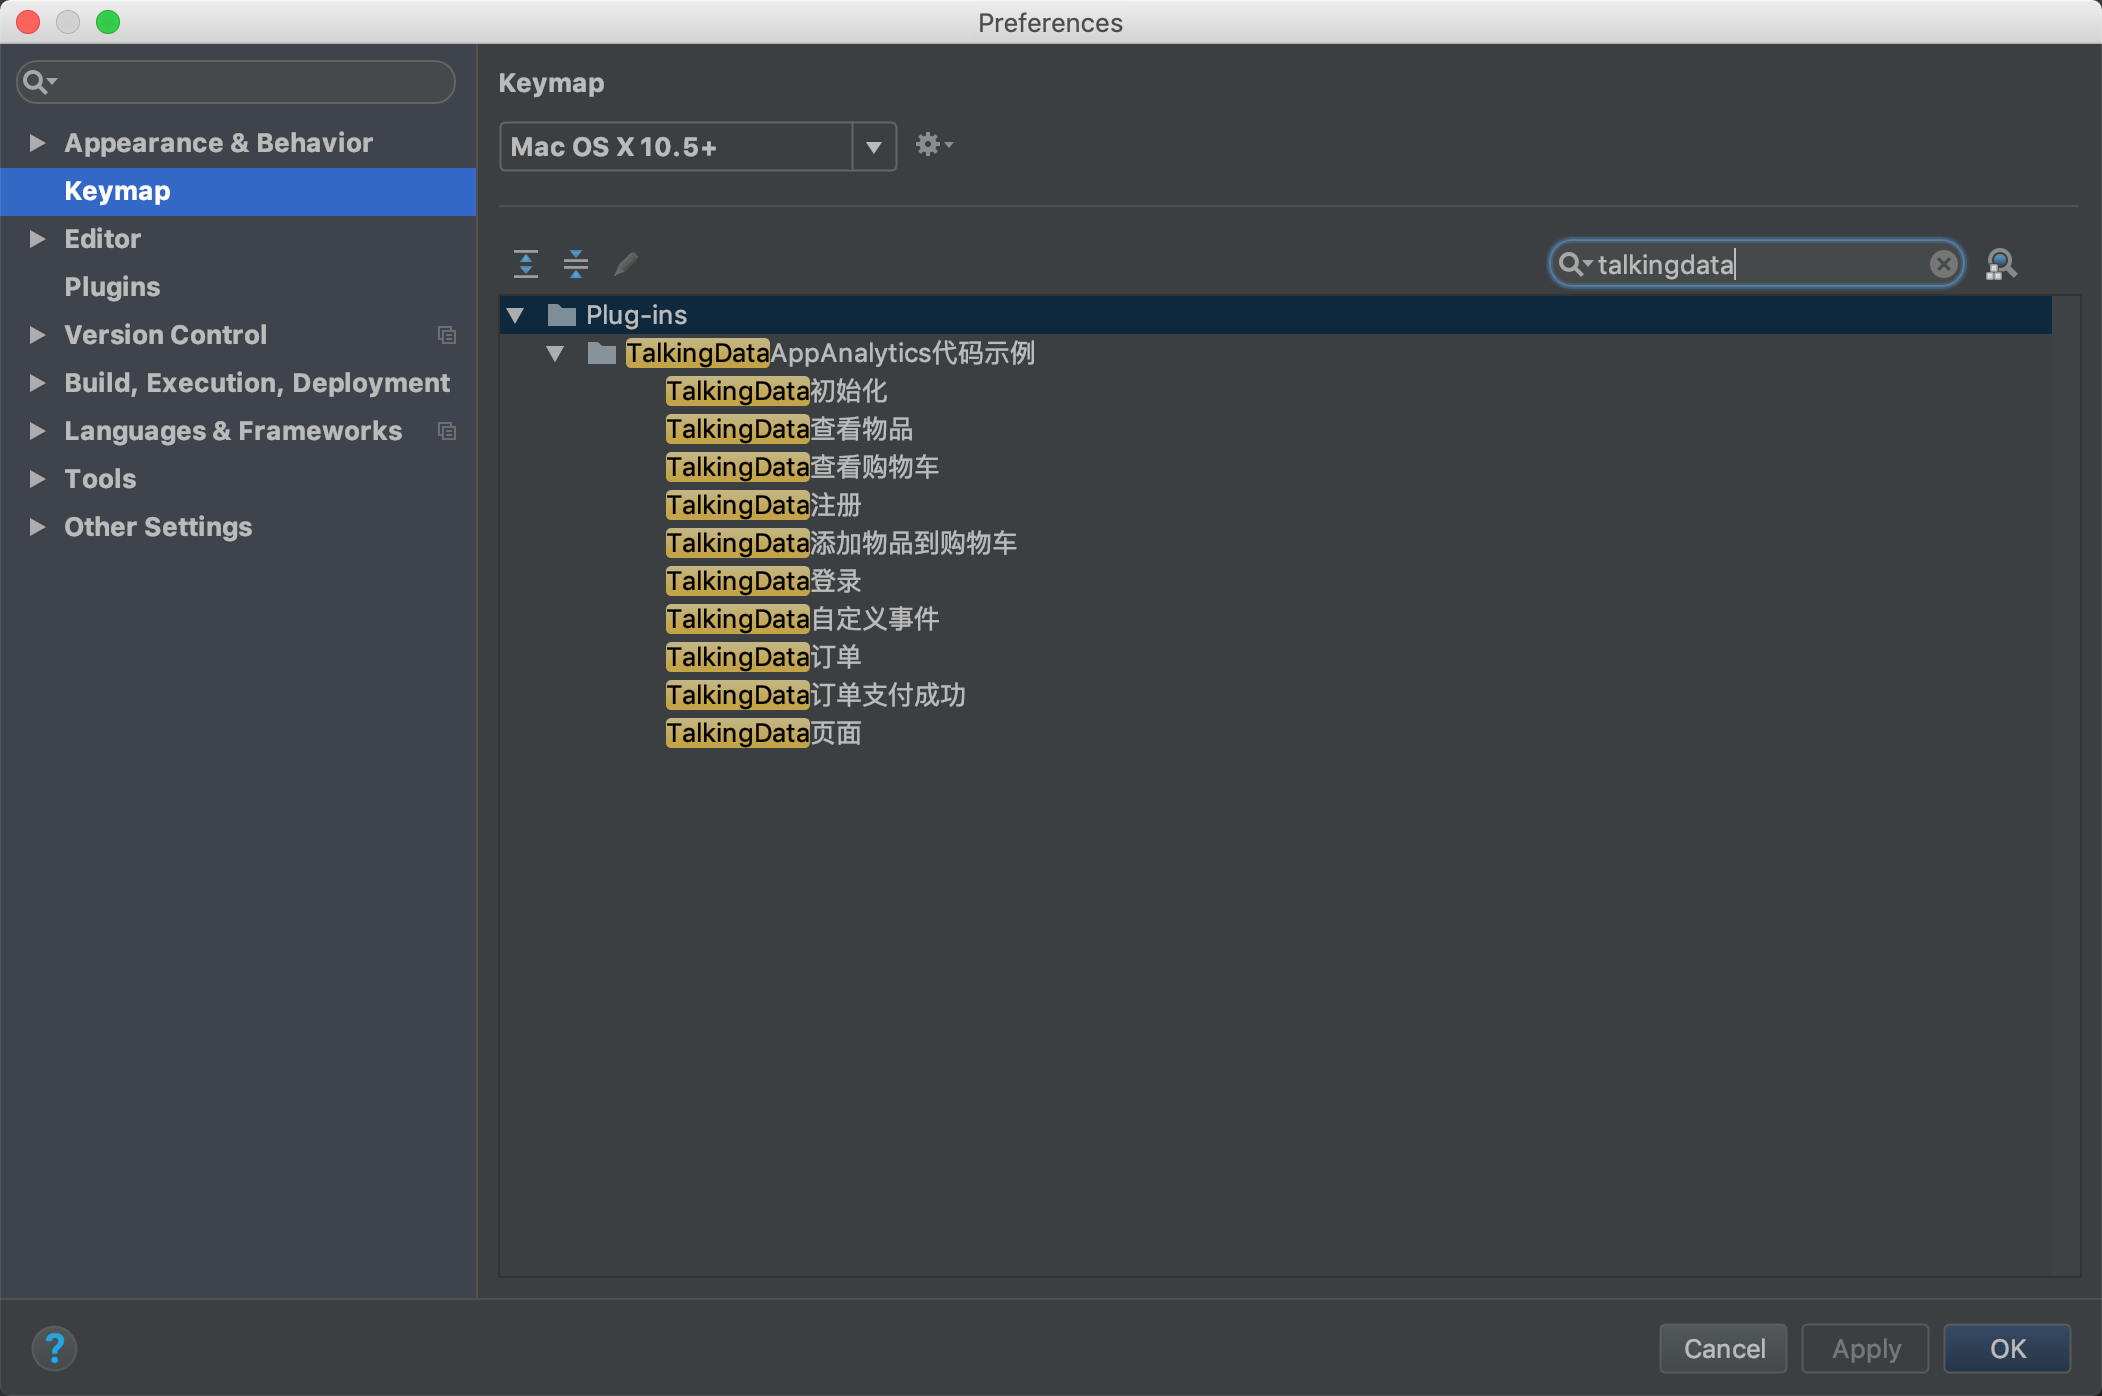 Preferences
Appearance & Behavior
Keymap
Editor
Plugins
Version Control
Build, Execution, Deployment
Languages & Frameworks
Tools
Other Settings
Keymap
Mac OS X 10.5+
talkingdata
Plug-ins
TalkingDataAppAnalytics代码示例
TalkingData初始化
TalkingData查看物品
TalkingData查看购物车
TalkingData注册
TalkingData添加物品到购物车
TalkingData登录
TalkingData自定义事件
TalkingData订单
TalkingData订单支付成功
TalkingData页面
?
Cancel
Apply
OK